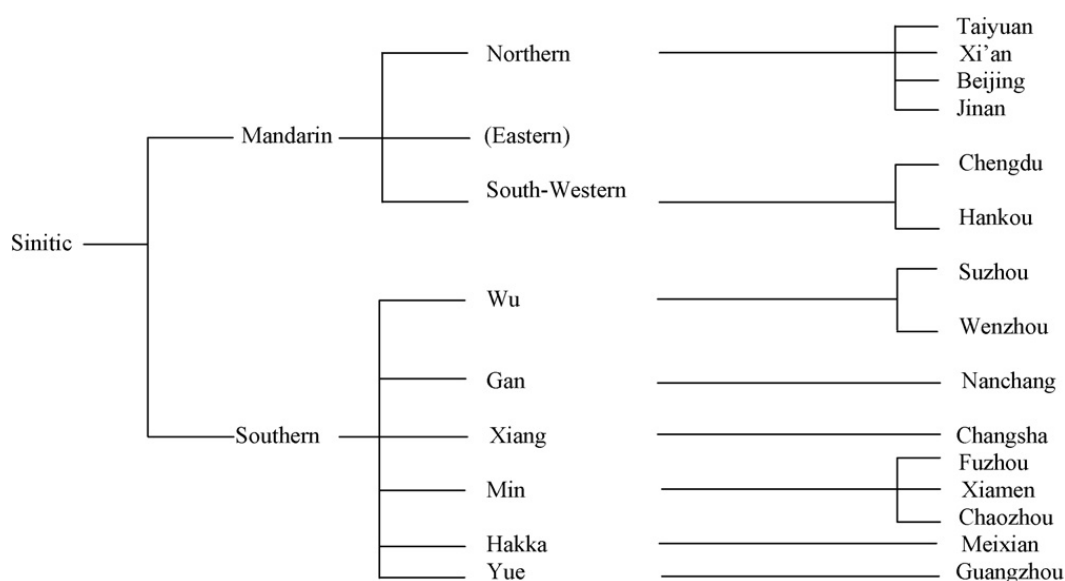 Taiyuan
Northern
Xi’an
Beijing
Jinan
Mandarin
(Eastern)
Chengdu
South-Western
Hankou
Sinitic
Suzhou
Wu
Wenzhou
Gan
Nanchang
Southern
Xiang
Changsha
Fuzhou
Min
Xiamen
Chaozhou
Hakka
Meixian
Yue
Guangzhou